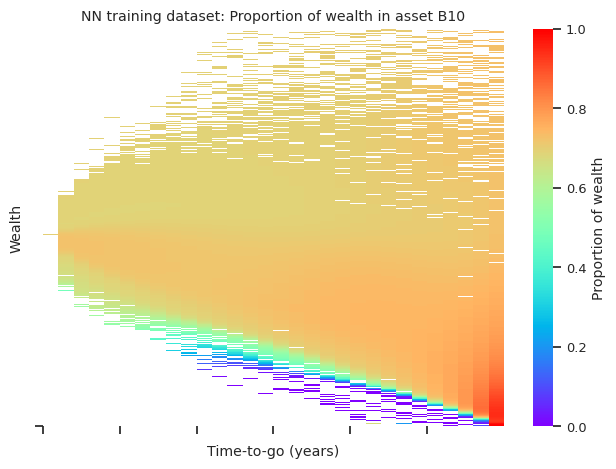 NN training dataset: Proportion of wealth in asset B10
Wealth
Time-to-go (years)
1.0
0.8
0.6
0.4
0.2
0.0
Proportion of wealth